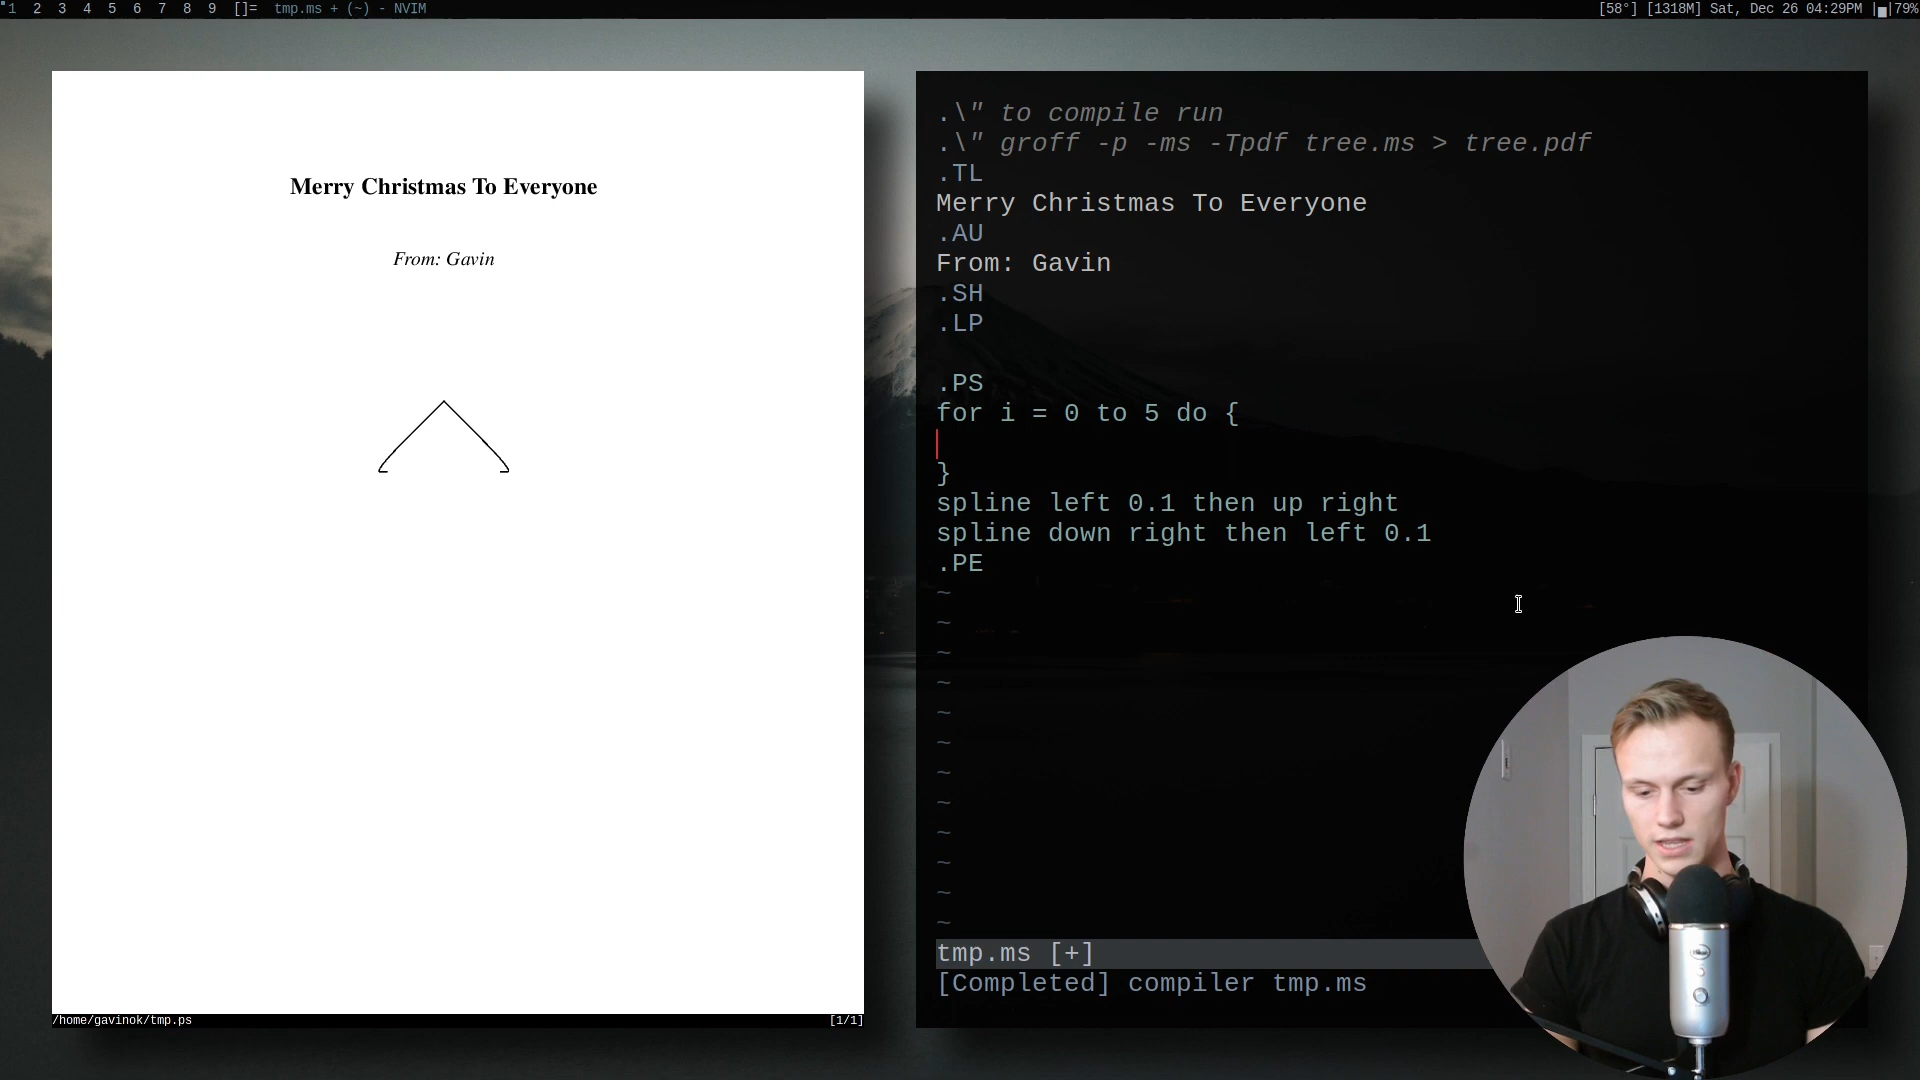 1 2 3 4 5 6 7 8 9 []= tmp.ms + (~) - NVIM [58°] [1318M] Sat, Dec 26 04:29PM |▄|79%
Merry Christmas To Everyone
From: Gavin
/home/gavinok/tmp.ps [1/1]
.\" to compile run
.\" groff -p -ms -Tpdf tree.ms > tree.pdf
.TL
Merry Christmas To Everyone
.AU
From: Gavin
.SH
.LP
.PS
for i = 0 to 5 do {
}
spline left 0.1 then up right
spline down right then left 0.1
.PE
~
~
~
~
~
~
~
~
~
~
~
~
tmp.ms [+]
[Completed] compiler tmp.ms